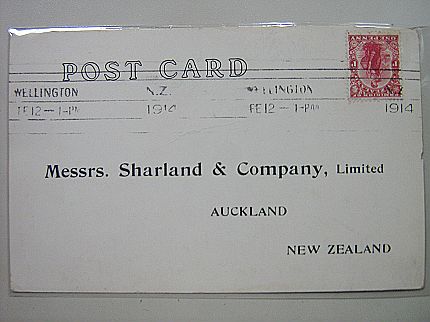 POST CARD
WELLINGTON N.Z. WELLINGTON N.Z.
FE12—1-PM 1914 FE12—1-PM 1914
Messrs. Sharland & Company, Limited
AUCKLAND
NEW ZEALAND